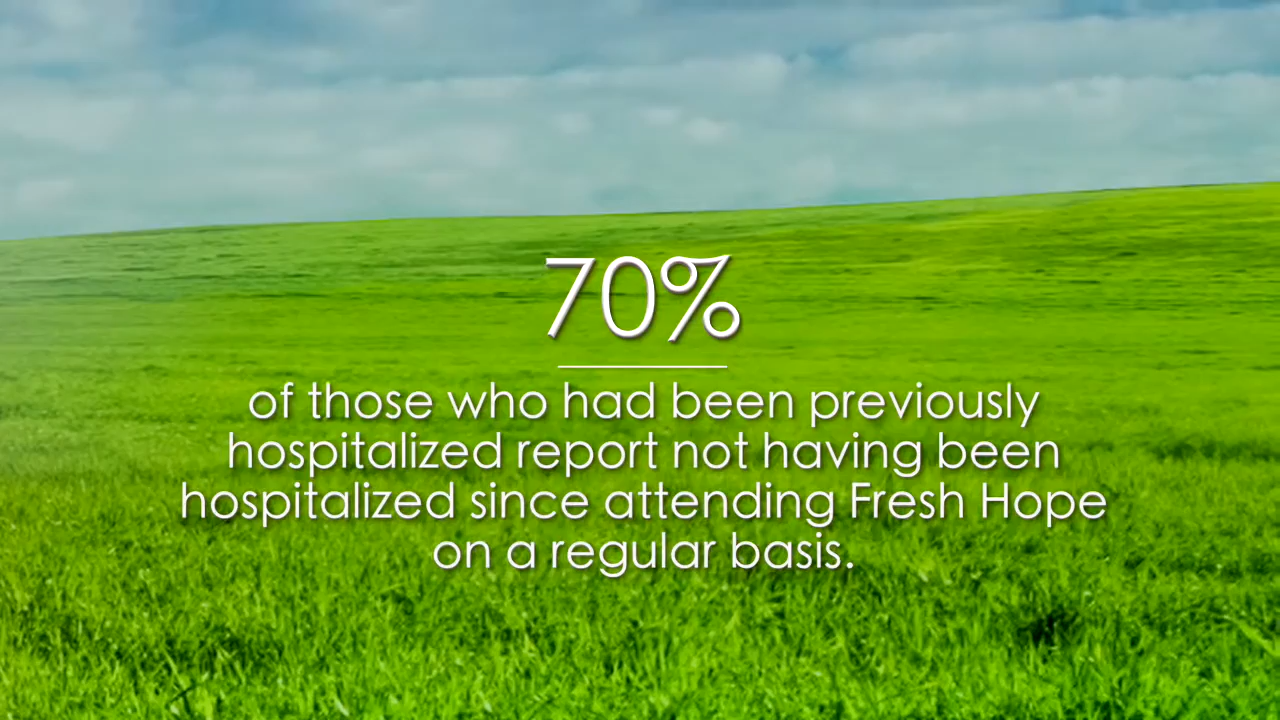 70%
of those who had been previously
hospitalized report not having been
hospitalized since attending Fresh Hope
on a regular basis.